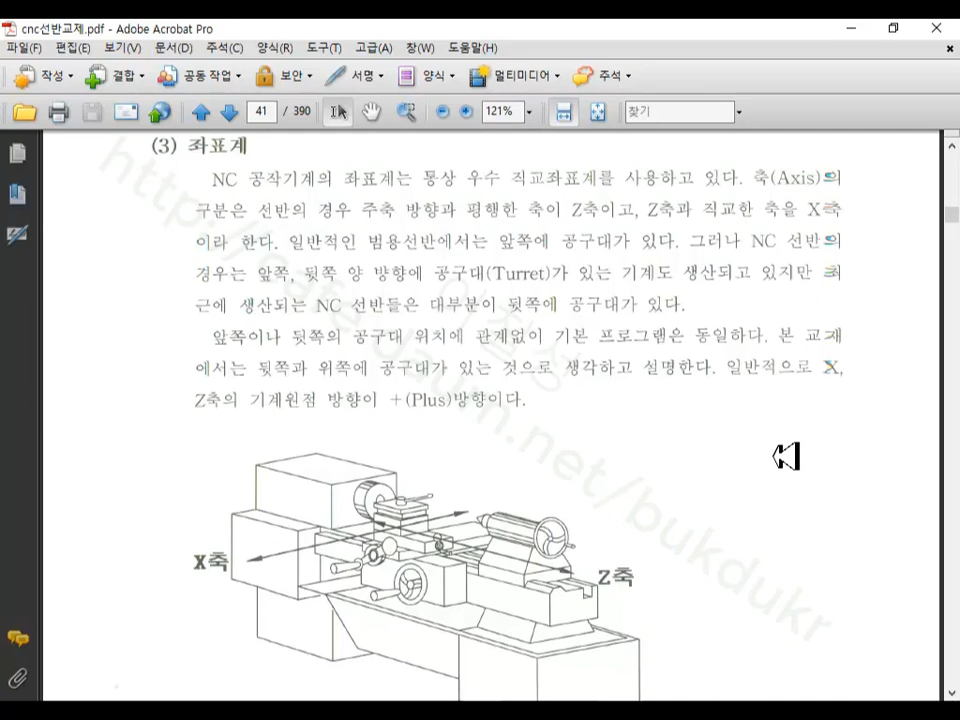 cnc선반교제.pdf - Adobe Acrobat Pro
파일(F) 편집(E) 보기(V) 문서(D) 주석(C) 양식(R) 도구(T) 고급(A) 창(W) 도움말(H)
작성 결합 공동 작업 보안 서명 양식 멀티미디어 주석
41 / 390 121% 찾기
(3) 좌표계
NC 공작기계의 좌표계는 통상 우수 직교좌표계를 사용하고 있다. 축(Axis)의
구분은 선반의 경우 주축 방향과 평행한 축이 Z축이고, Z축과 직교한 축을 X축
이라 한다. 일반적인 범용선반에서는 앞쪽에 공구대가 있다. 그러나 NC 선반의
경우는 앞쪽, 뒷쪽 양 방향에 공구대(Turret)가 있는 기계도 생산되고 있지만 최
근에 생산되는 NC 선반들은 대부분이 뒷쪽에 공구대가 있다.
앞쪽이나 뒷쪽의 공구대 위치에 관계없이 기본 프로그램은 동일하다. 본 교재
에서는 뒷쪽과 위쪽에 공구대가 있는 것으로 생각하고 설명한다. 일반적으로 X,
Z축의 기계원점 방향이 +(Plus)방향이다.
X축
Z축
http://cafe.daum.net/bukdukr